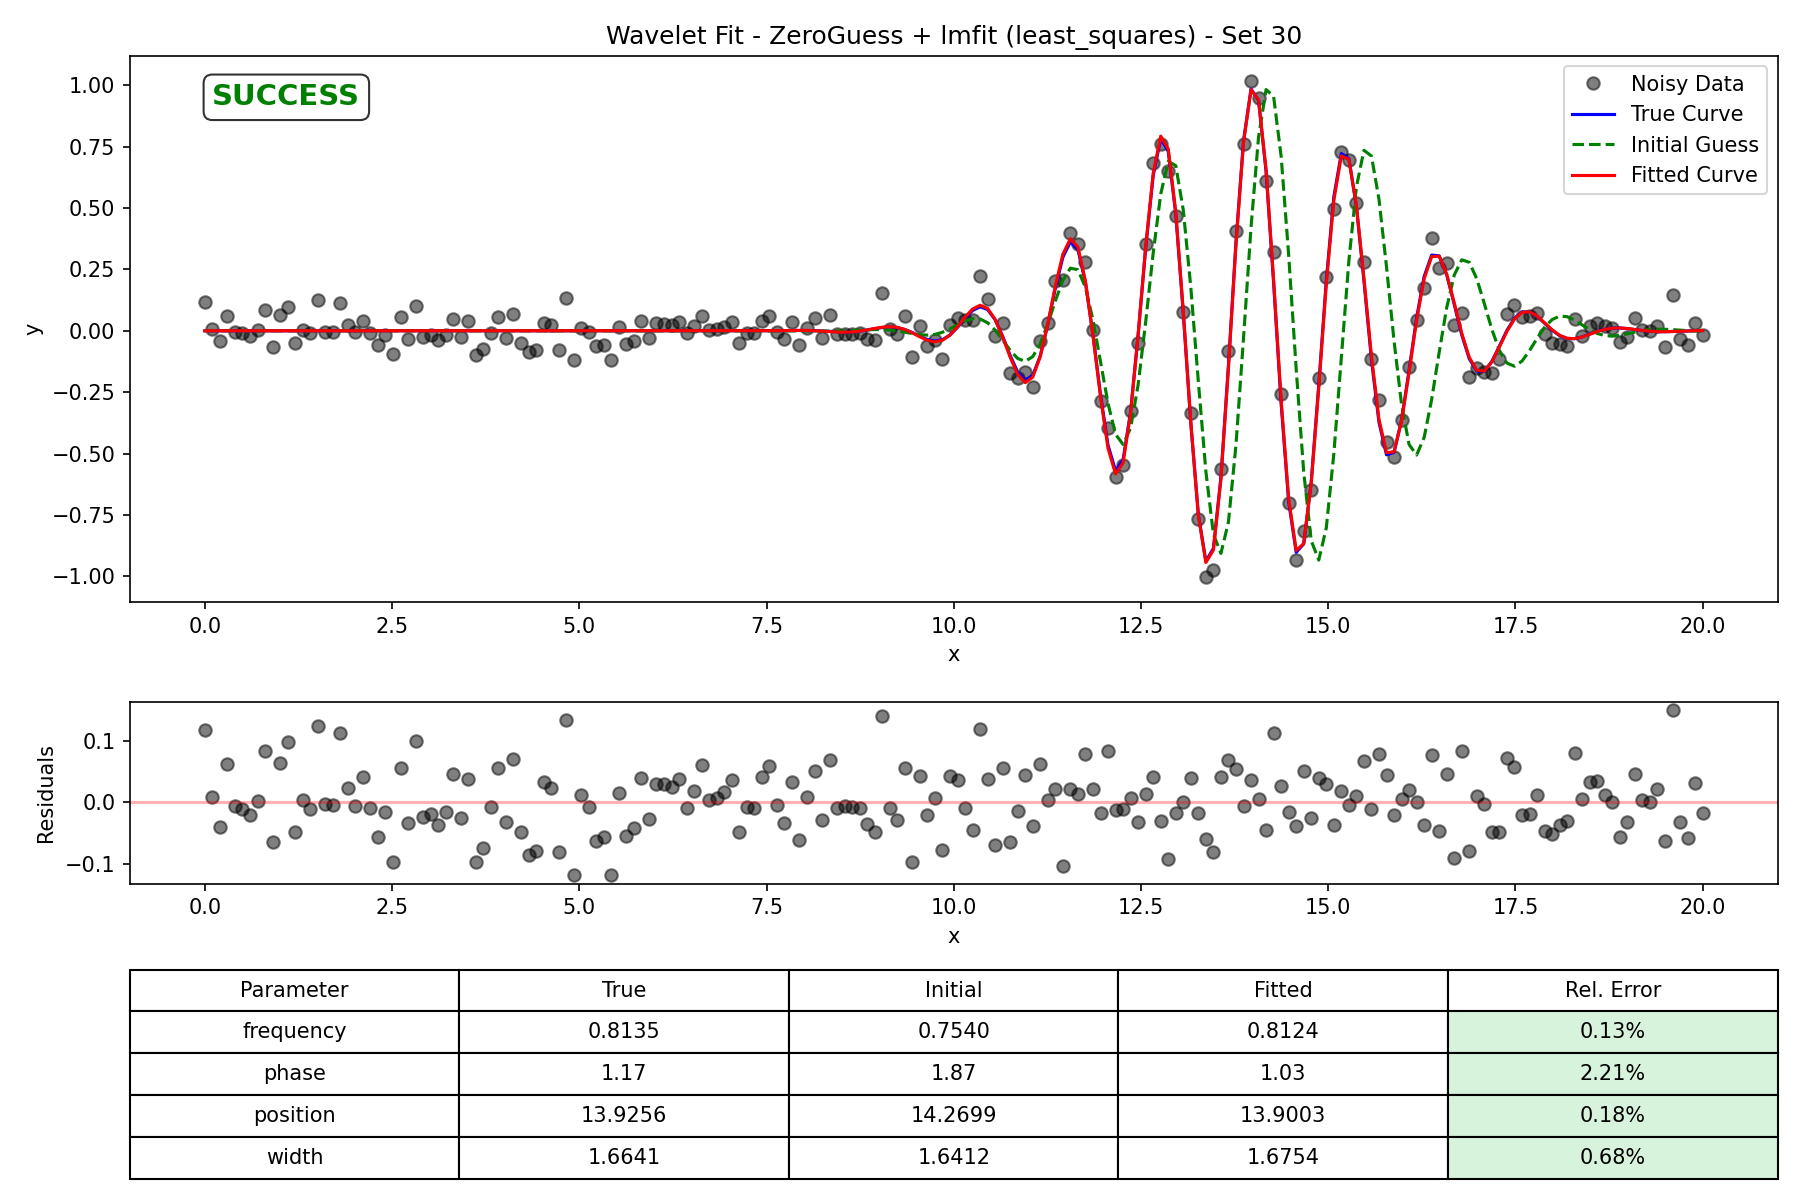 Wavelet Fit - ZeroGuess + lmfit (least_squares) - Set 30
SUCCESS
Noisy Data
True Curve
Initial Guess
Fitted Curve
y
1.00
0.75
0.50
0.25
0.00
−0.25
−0.50
−0.75
−1.00
0.0 2.5 5.0 7.5 10.0 12.5 15.0 17.5 20.0
x
Residuals
0.1
0.0
−0.1
0.0 2.5 5.0 7.5 10.0 12.5 15.0 17.5 20.0
x
Parameter True Initial Fitted Rel. Error
frequency 0.8135 0.7540 0.8124 0.13%
phase 1.17 1.87 1.03 2.21%
position 13.9256 14.2699 13.9003 0.18%
width 1.6641 1.6412 1.6754 0.68%